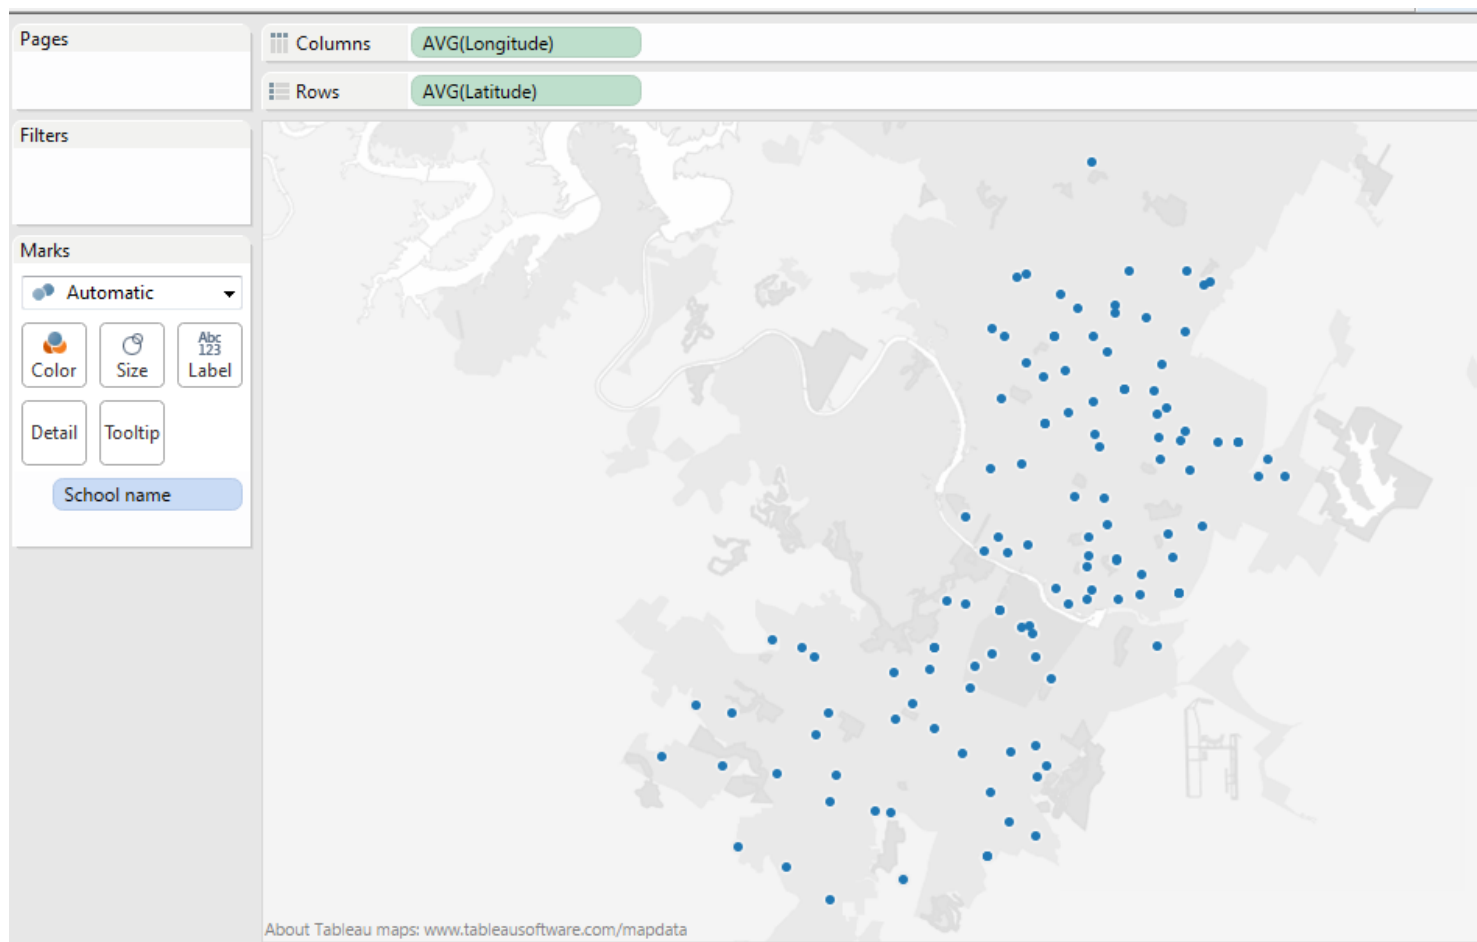 Pages
Columns
AVG(Longitude)
Rows
AVG(Latitude)
Filters
Marks
Automatic
Color
Size
Abc
123
Label
Detail
Tooltip
School name
About Tableau maps: www.tableausoftware.com/mapdata